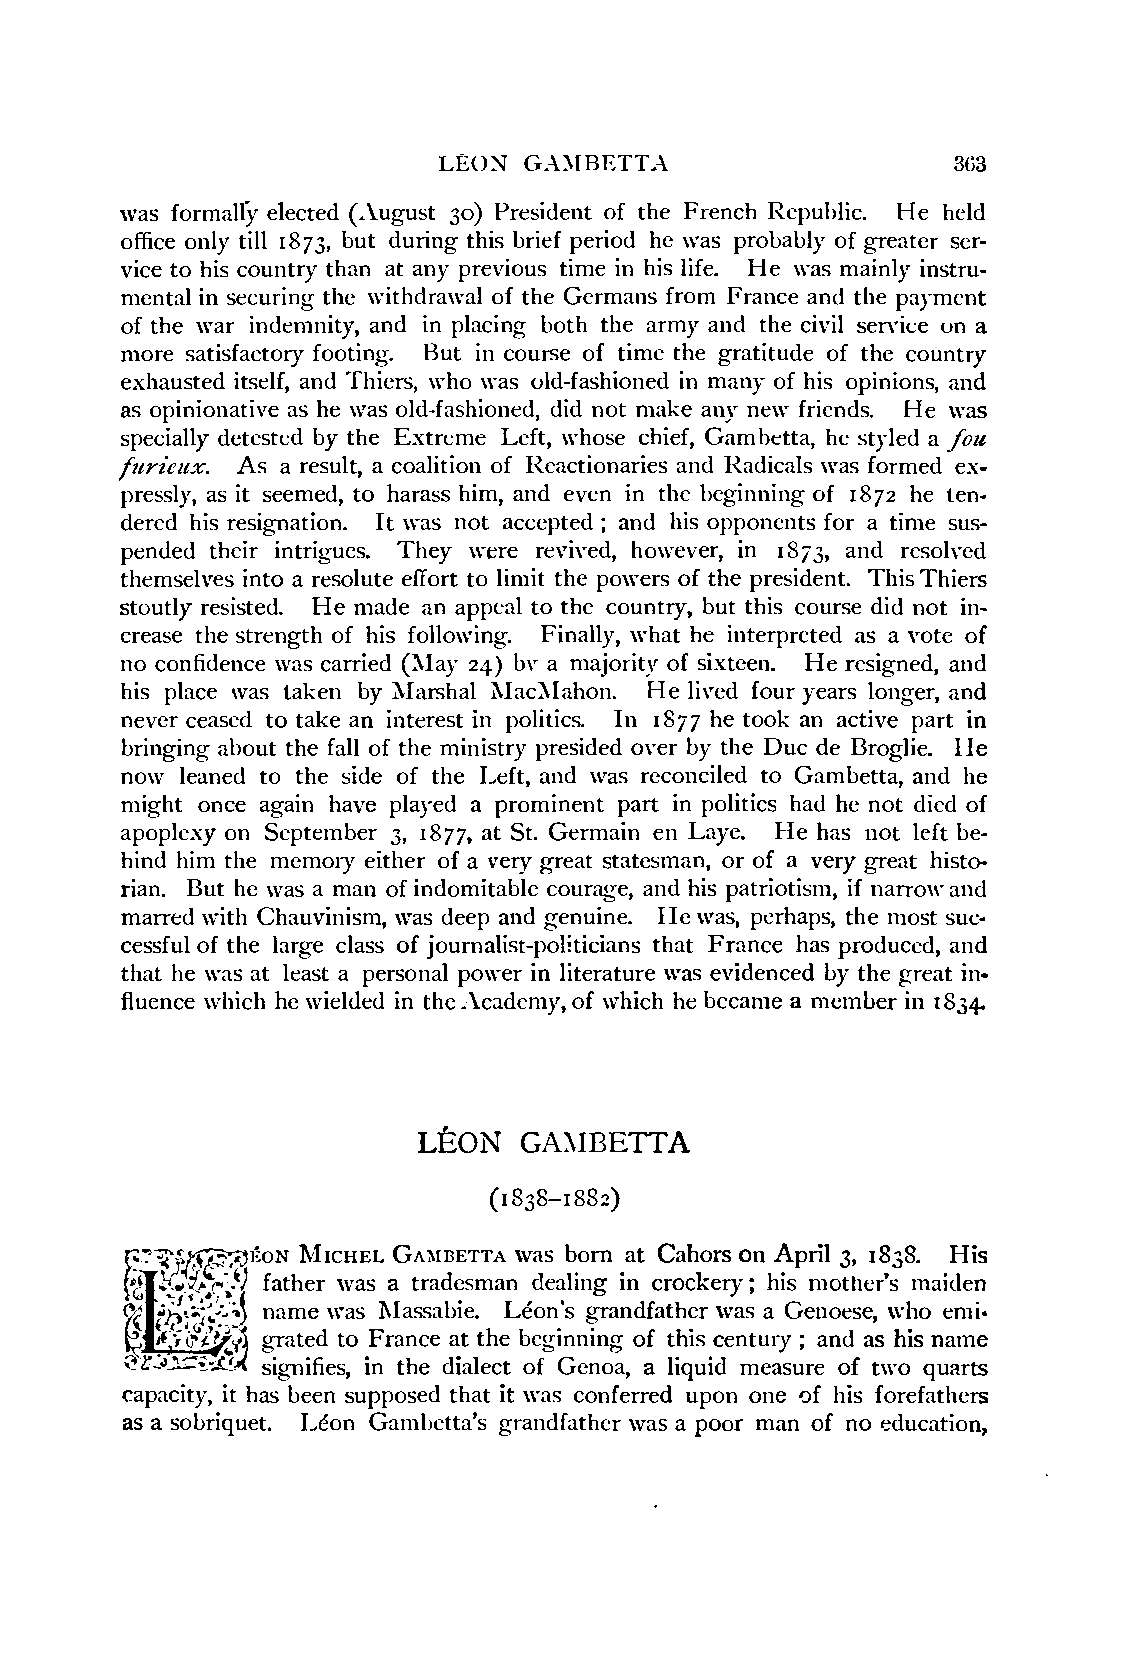 LÉON GAMBETTA 363
was formally elected (August 30) President of the French Republic. He held
office only till 1873, but during this brief period he was probably of greater ser-
vice to his country than at any previous time in his life. He was mainly instru-
mental in securing the withdrawal of the Germans from France and the payment
of the war indemnity, and in placing both the army and the civil service on a
more satisfactory footing. But in course of time the gratitude of the country
exhausted itself, and Thiers, who was old-fashioned in many of his opinions, and
as opinionative as he was old-fashioned, did not make any new friends. He was
specially detested by the Extreme Left, whose chief, Gambetta, he styled a fou
furieux. As a result, a coalition of Reactionaries and Radicals was formed ex-
pressly, as it seemed, to harass him, and even in the beginning of 1872 he ten-
dered his resignation. It was not accepted ; and his opponents for a time sus-
pended their intrigues. They were revived, however, in 1873, and resolved
themselves into a resolute effort to limit the powers of the president. This Thiers
stoutly resisted. He made an appeal to the country, but this course did not in-
crease the strength of his following. Finally, what he interpreted as a vote of
no confidence was carried (May 24) by a majority of sixteen. He resigned, and
his place was taken by Marshal MacMahon. He lived four years longer, and
never ceased to take an interest in politics. In 1877 he took an active part in
bringing about the fall of the ministry presided over by the Duc de Broglie. He
now leaned to the side of the Left, and was reconciled to Gambetta, and he
might once again have played a prominent part in politics had he not died of
apoplexy on September 3, 1877, at St. Germain en Laye. He has not left be-
hind him the memory either of a very great statesman, or of a very great histo-
rian. But he was a man of indomitable courage, and his patriotism, if narrow and
marred with Chauvinism, was deep and genuine. He was, perhaps, the most suc-
cessful of the large class of journalist-politicians that France has produced, and
that he was at least a personal power in literature was evidenced by the great in-
fluence which he wielded in the Academy, of which he became a member in 1834.
LÉON GAMBETTA
(1838–1882)
LÉON MICHEL GAMBETTA was born at Cahors on April 3, 1838. His
father was a tradesman dealing in crockery ; his mother's maiden
name was Massabie. Léon's grandfather was a Genoese, who emi-
grated to France at the beginning of this century ; and as his name
signifies, in the dialect of Genoa, a liquid measure of two quarts
capacity, it has been supposed that it was conferred upon one of his forefathers
as a sobriquet. Léon Gambetta's grandfather was a poor man of no education,